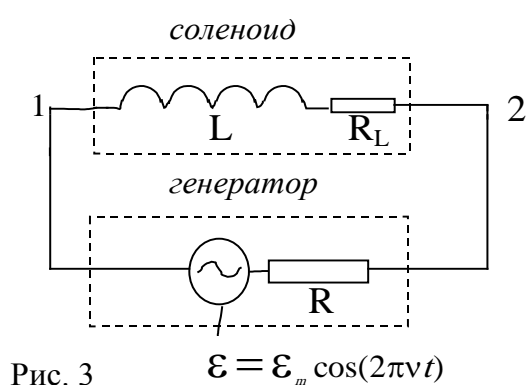 соленоид
1 2
L R_L
генератор
R
Рис. 3 ε = ε_m cos(2πνt)